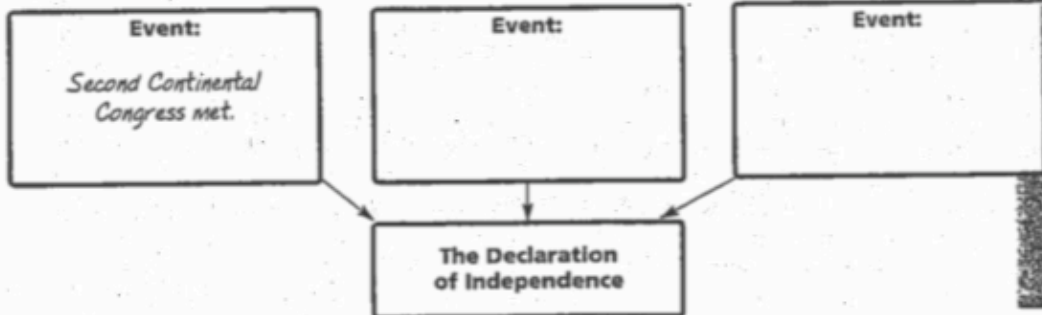 Event:
Second Continental
Congress met.
Event:
Event:
The Declaration
of Independence